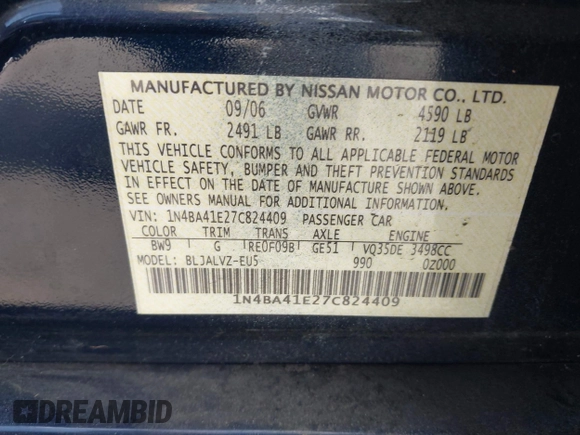 MANUFACTURED BY NISSAN MOTOR CO., LTD.
DATE 09/06 GVWR 4590 LB
GAWR FR. 2491 LB GAWR RR. 2119 LB
THIS VEHICLE CONFORMS TO ALL APPLICABLE FEDERAL MOTOR
VEHICLE SAFETY, BUMPER AND THEFT PREVENTION STANDARDS
IN EFFECT ON THE DATE OF MANUFACTURE SHOWN ABOVE.
SEE OWNERS MANUAL FOR ADDITIONAL INFORMATION.
VIN: 1N4BA41E27C824409 PASSENGER CAR
COLOR TRIM TRANS AXLE ENGINE
BW9 G RE0F09B GE51 VQ35DE 3498CC
MODEL: BLJALVZ-EU5 990 0Z000
1N4BA41E27C824409
DREAMBID